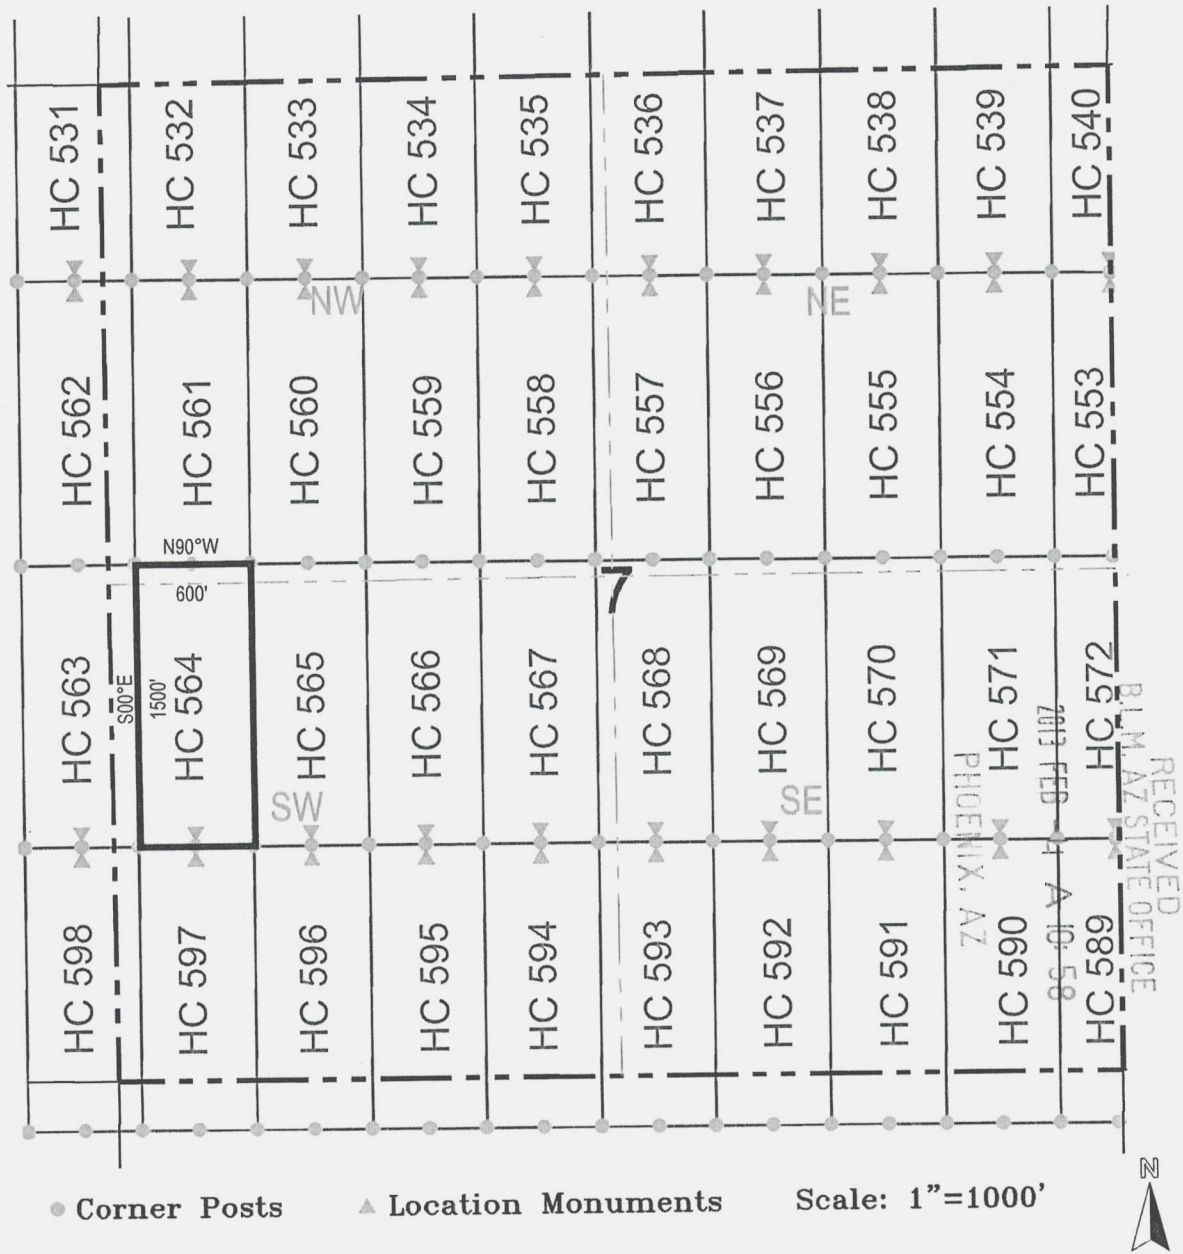 HC 531
HC 532
HC 533
HC 534
HC 535
HC 536
HC 537
HC 538
HC 539
HC 540
NW
NE
HC 562
HC 561
HC 560
HC 559
HC 558
HC 557
HC 556
HC 555
HC 554
HC 553
N90°W
600'
7
S00°E
1500'
HC 563
HC 564
HC 565
HC 566
HC 567
HC 568
HC 569
HC 570
HC 571
HC 572
SW
SE
RECEIVED
B.L.M. AZ STATE OFFICE
2013 FEB A 10: 58
PHOENIX, AZ
HC 598
HC 597
HC 596
HC 595
HC 594
HC 593
HC 592
HC 591
HC 590
HC 589
N
Corner Posts
Location Monuments
Scale: 1"=1000'